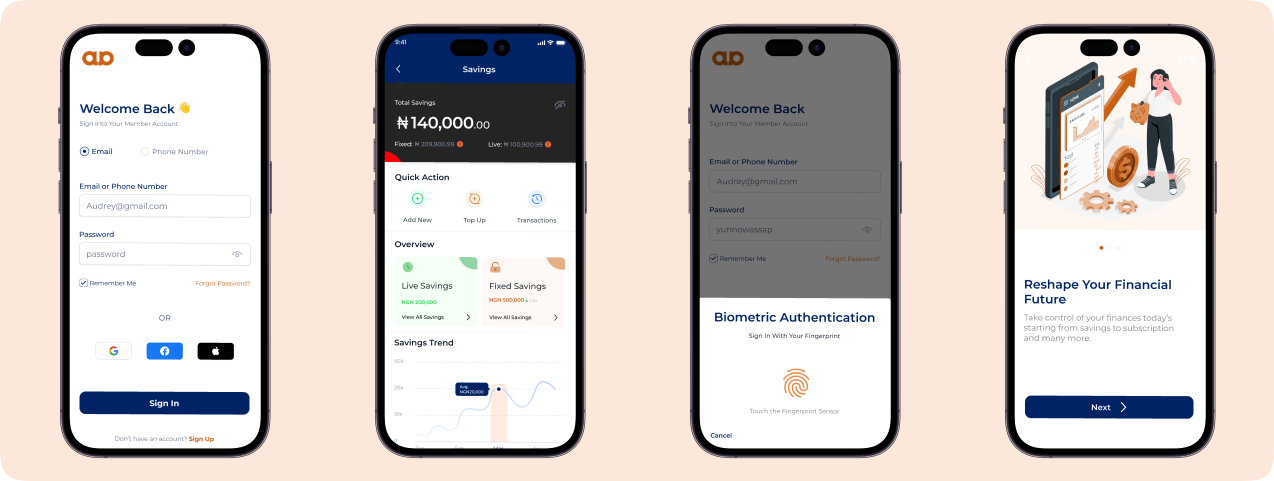 ab
Welcome Back 👋
Sign Into Your Member Account
Email
Phone Number
Email or Phone Number
Audrey@gmail.com
Password
password
Remember Me
Forgot Password?
OR
Sign In
Don't have an account? Sign Up
9:41
Savings
Total Savings
₦140,000.00
Fixed: ₦ 209,900.99
Live: ₦ 100,900.99
Quick Action
Add New
Top Up
Transactions
Overview
Live Savings
NGN 200,000
View All Savings
Fixed Savings
NGN 500,000
View All Savings
Savings Trend
50k
20k
10k
0
Avg.
NGN20,000
Mar
ab
Welcome Back
Sign Into Your Member Account
Email or Phone Number
Audrey@gmail.com
Password
yunnowassap
Remember Me
Forgot Password?
Biometric Authentication
Sign In With Your Fingerprint
Touch the Fingerprint Sensor
Cancel
Reshape Your Financial
Future
Take control of your finances today's
starting from savings to subscription
and many more.
Next